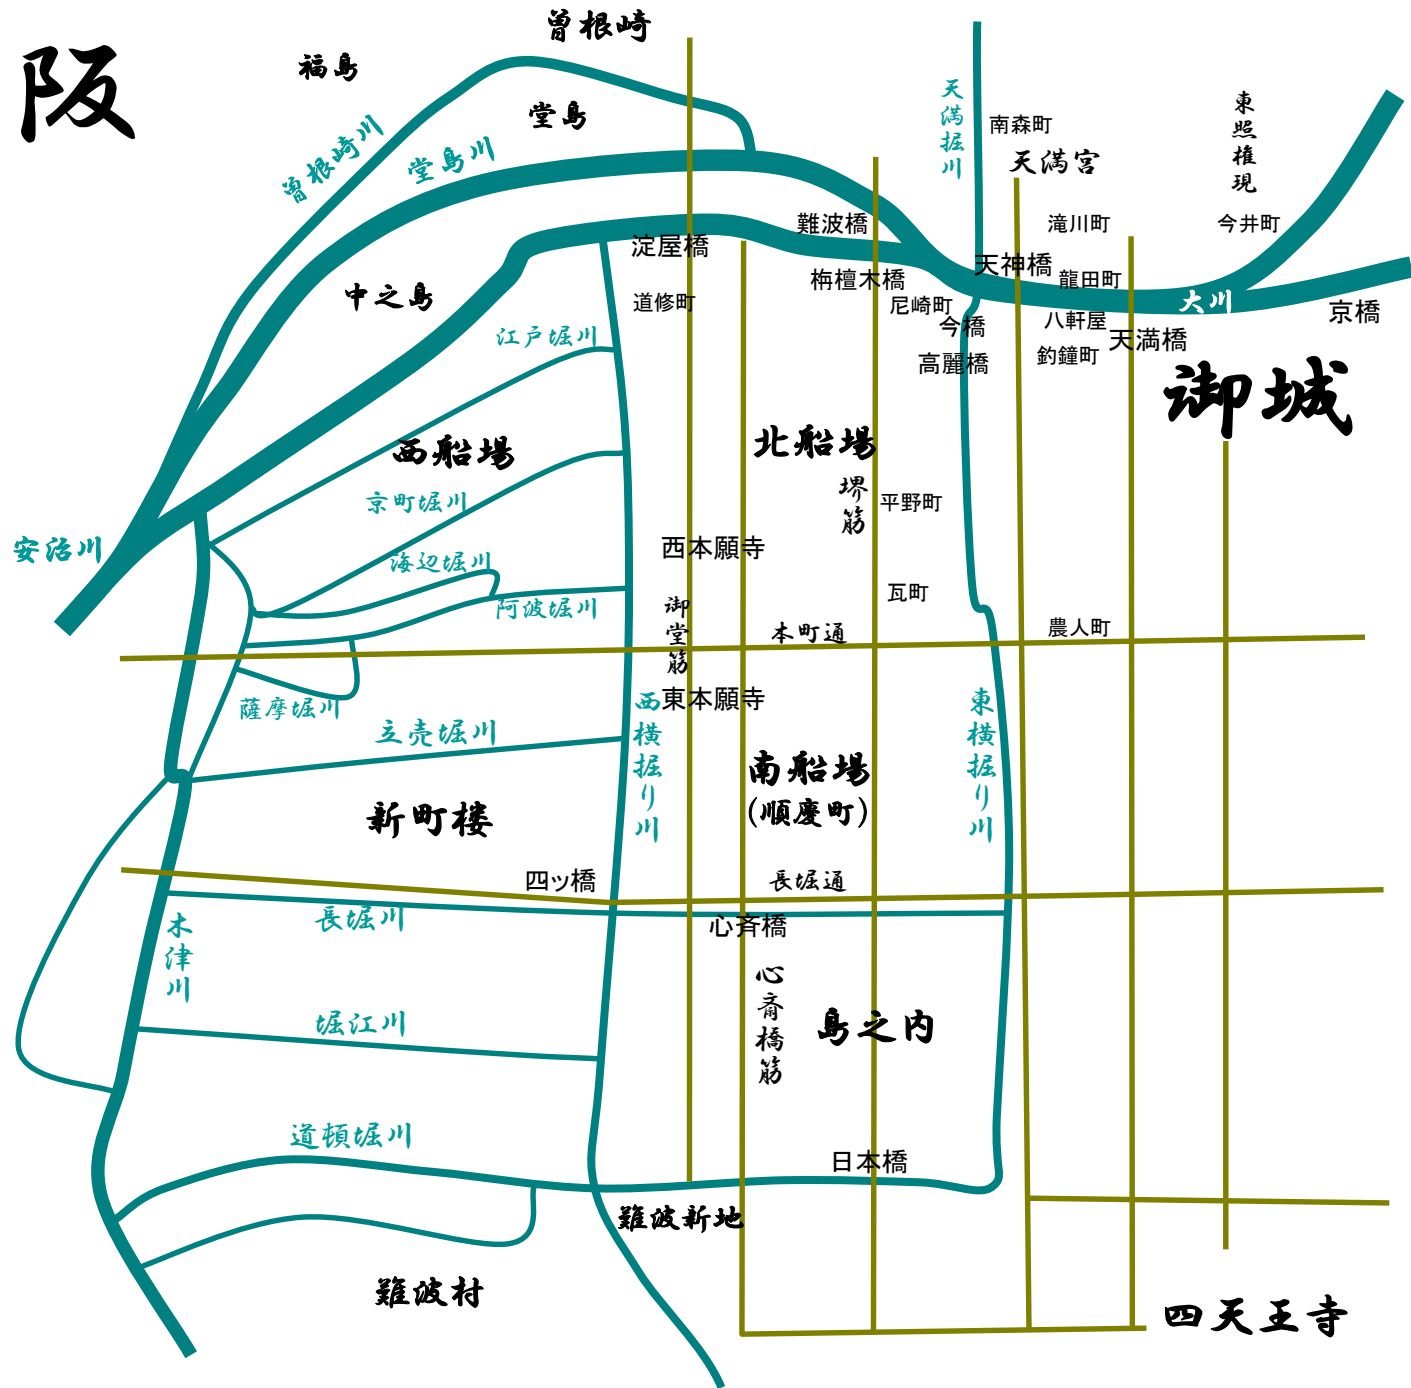 阪
曽根崎
福島
堂島
曽根崎川
堂島川
天満掘川
南森町
天満宮
東照権現
滝川町
今井町
難波橋
淀屋橋
天神橋
栴檀木橋
龍田町
中之島
道修町
尼崎町
大川
京橋
今橋
八軒屋
江戸堀川
天満橋
高麗橋
釣鐘町
御城
西船場
北船場
堺筋
京町堀川
平野町
安治川
西本願寺
海辺堀川
瓦町
阿波堀川
御堂筋
本町通
農人町
東本願寺
薩摩堀川
西横掘り川
東横掘り川
立売堀川
南船場
(順慶町)
新町楼
四ッ橋
長堀通
長堀川
心斉橋
木津川
心斎橋筋
堀江川
島之内
道頓堀川
日本橋
難波新地
難波村
四天王寺